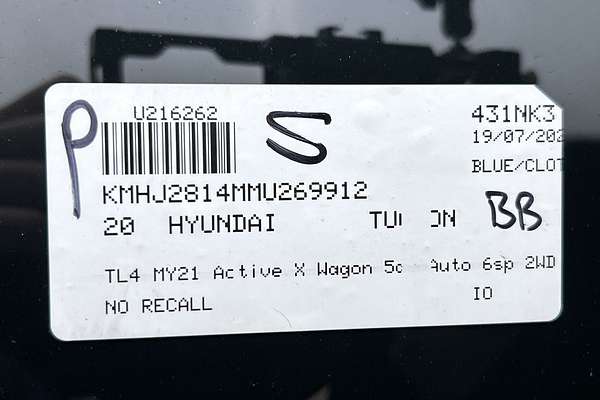 P
U216262
S
431NK3
19/07/202
BLUE/CLOT
KMHJ2814MMU269912
BB
20 HYUNDAI
TL4 MY21 Active X Wagon Auto 6sp 2WD
NO RECALL
IO